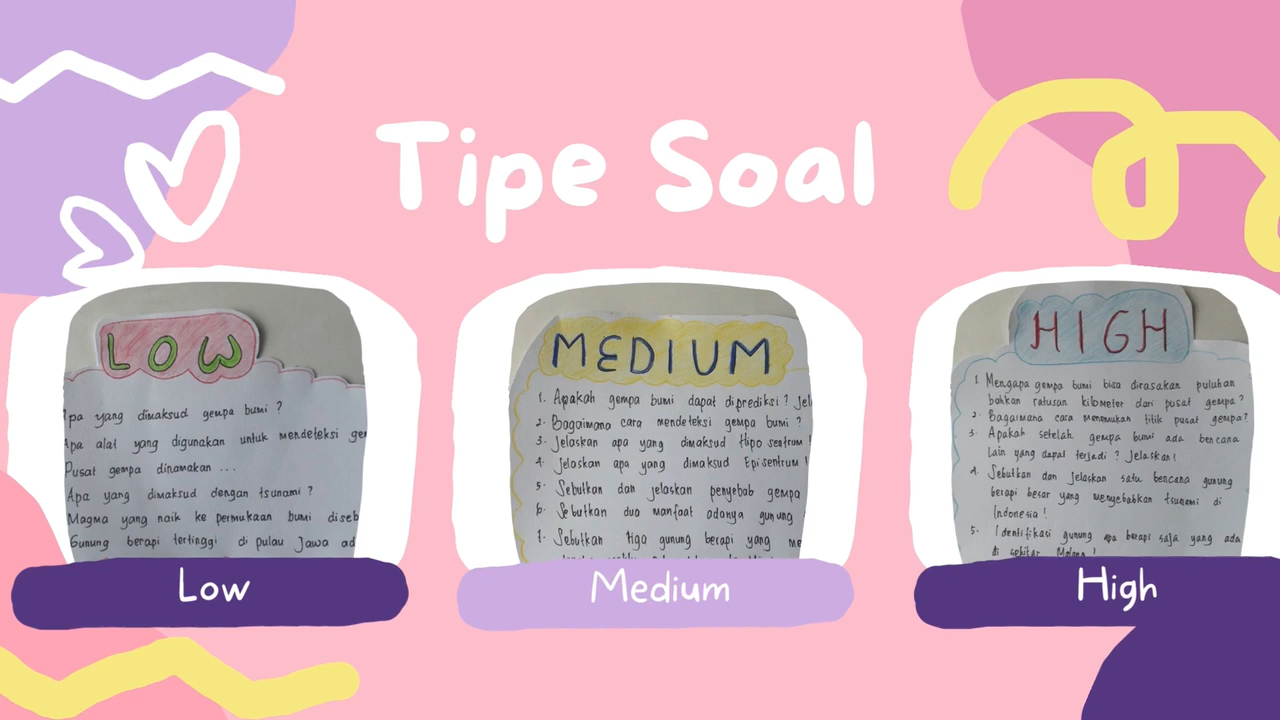 Tipe Soal
LOW
Apa yang dimaksud gempa bumi ?
Apa alat yang digunakan untuk mendeteksi
Pusat gempa dinamakan ...
Apa yang dimaksud dengan tsunami ?
Magma yang naik ke permukaan bumi
Gunung berapi tertinggi di pulau Jawa
Low
MEDIUM
1. Apakah gempa bumi dapat diprediksi ?
2. Bagaimana cara mendeteksi gempa bumi ?
3. Jelaskan apa yang dimaksud Hiposentrum
4. Jelaskan apa yang dimaksud Episentrum
5. Sebutkan dan jelaskan penyebab gempa
6. Sebutkan dua manfaat adanya gunung
7. Sebutkan tiga gunung berapi yang
Medium
HIGH
1. Mengapa gempa bumi bisa dirasakan puluhan
bahkan ratusan kilometer dari pusat gempa ?
2. Bagaimana cara menemukan titik pusat gempa?
3. Apakah setelah gempa bumi ada bencana
lain yang dapat terjadi ? Jelaskan!
4. Sebutkan dan jelaskan satu bencana gunung
berapi besar yang menyebabkan tsunami di
Indonesia !
5. Identifikasi gunung apa berapi saja yang ada
di sekitar Malang !
High